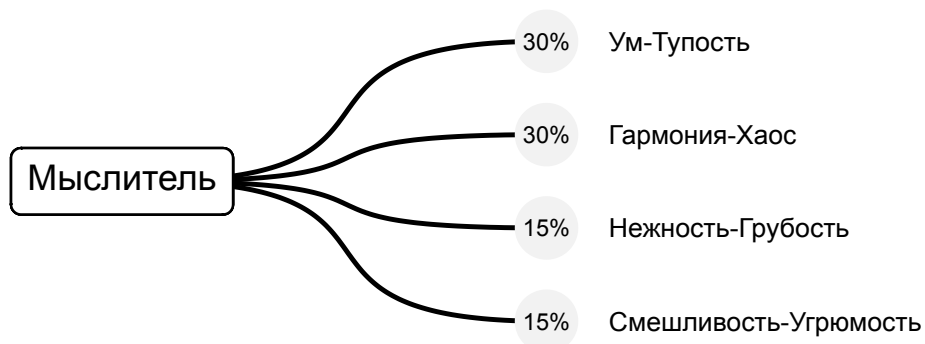 30% Ум-Тупость
30% Гармония-Хаос
Мыслитель
15% Нежность-Грубость
15% Смешливость-Угрюмость